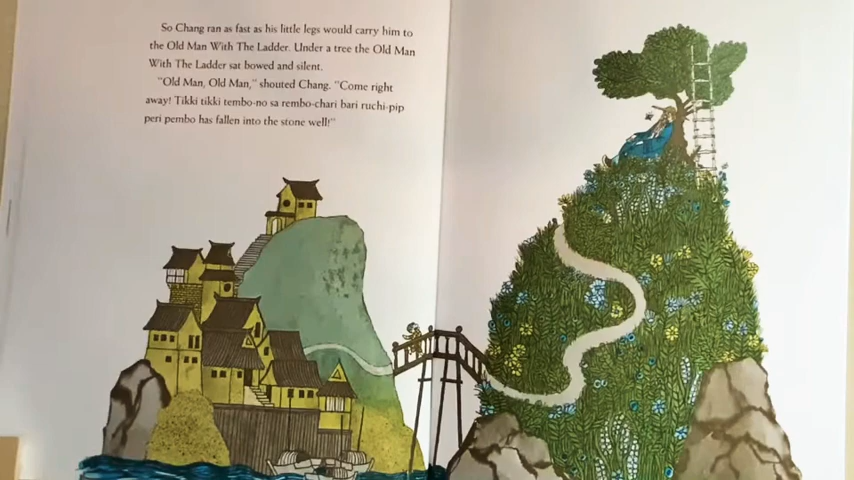 So Chang ran as fast as his little legs would carry him to
the Old Man With The Ladder. Under a tree the Old Man
With The Ladder sat bowed and silent.
"Old Man, Old Man," shouted Chang. "Come right
away! Tikki tikki tembo-no sa rembo-chari bari ruchi-pip
peri pembo has fallen into the stone well!"